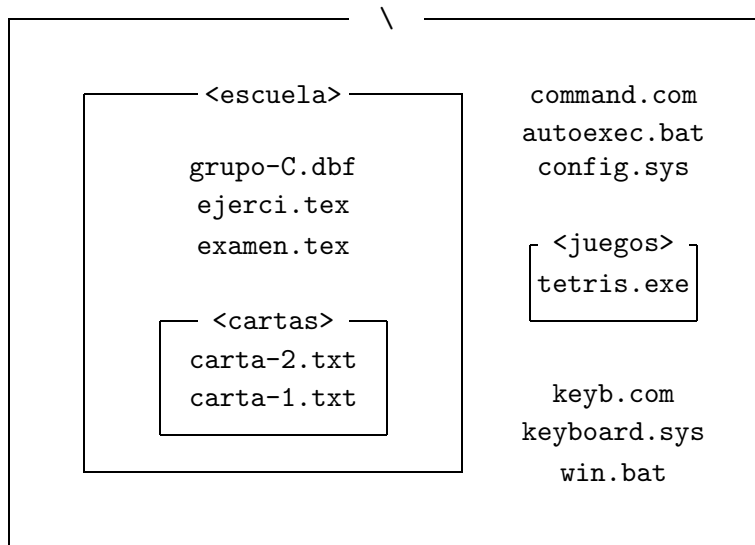 \
<escuela>
grupo-C.dbf
ejerci.tex
examen.tex
<cartas>
carta-2.txt
carta-1.txt
command.com
autoexec.bat
config.sys
<juegos>
tetris.exe
keyb.com
keyboard.sys
win.bat